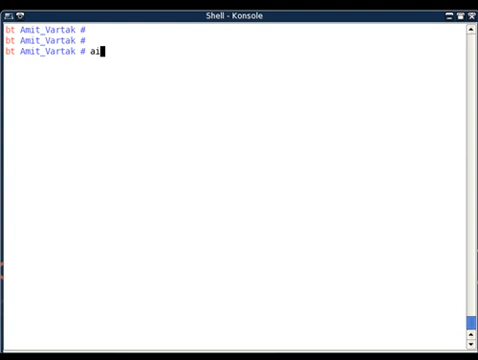 Shell - Konsole
bt Amit_Vartak #
bt Amit_Vartak #
bt Amit_Vartak # ai